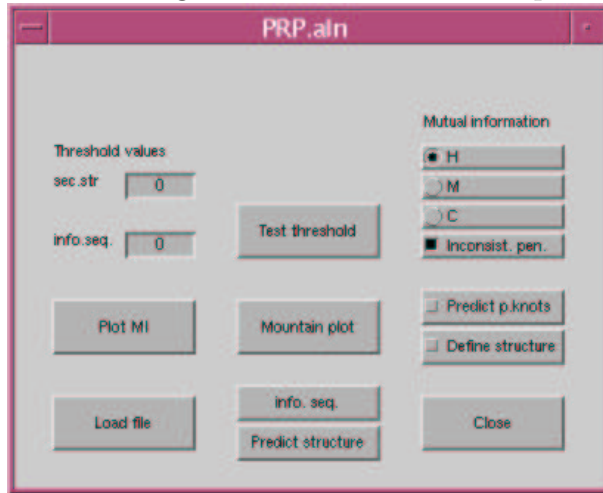 PRP.aln
Mutual information
Threshold values
H
sec.str 0
M
C
Test threshold
info.seq. 0
Inconsist. pen.
Plot MI
Mountain plot
Predict p.knots
Define structure
Load file
info. seq.
Predict structure
Close